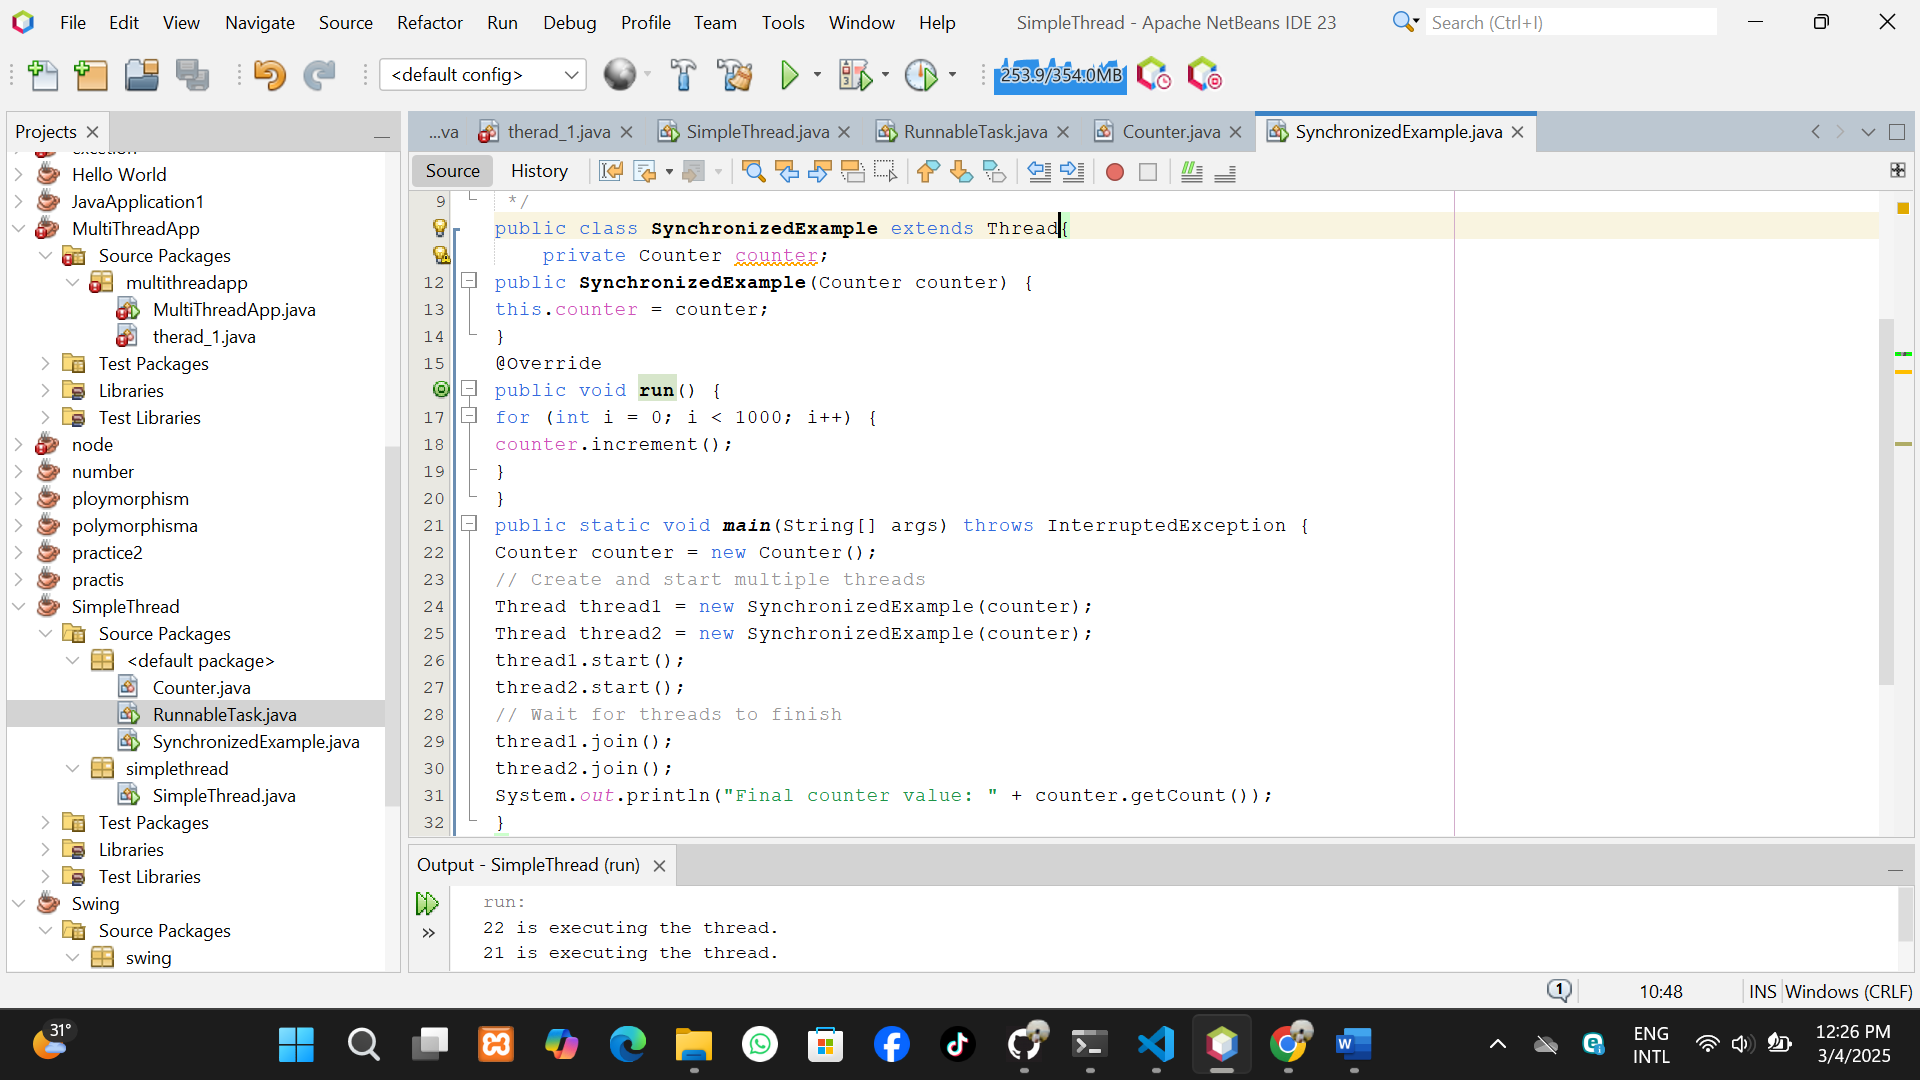 File Edit View Navigate Source Refactor Run Debug Profile Team Tools Window Help
SimpleThread - Apache NetBeans IDE 23
Search (Ctrl+I)
<default config>
253.9/354.0MB
Projects
...va
therad_1.java
SimpleThread.java
RunnableTask.java
Counter.java
SynchronizedExample.java
Source
History
Hello World
JavaApplication1
MultiThreadApp
Source Packages
multithreadapp
MultiThreadApp.java
therad_1.java
Test Packages
Libraries
Test Libraries
node
number
ploymorphism
polymorphisma
practice2
practis
SimpleThread
Source Packages
<default package>
Counter.java
RunnableTask.java
SynchronizedExample.java
simplethread
SimpleThread.java
Test Packages
Libraries
Test Libraries
Swing
Source Packages
swing
9 */
public class SynchronizedExample extends Thread{
private Counter counter;
12 public SynchronizedExample(Counter counter) {
13 this.counter = counter;
14 }
15 @Override
public void run() {
17 for (int i = 0; i < 1000; i++) {
18 counter.increment();
19 }
20 }
21 public static void main(String[] args) throws InterruptedException {
22 Counter counter = new Counter();
23 // Create and start multiple threads
24 Thread thread1 = new SynchronizedExample(counter);
25 Thread thread2 = new SynchronizedExample(counter);
26 thread1.start();
27 thread2.start();
28 // Wait for threads to finish
29 thread1.join();
30 thread2.join();
31 System.out.println("Final counter value: " + counter.getCount());
32 }
Output - SimpleThread (run)
run:
22 is executing the thread.
21 is executing the thread.
1
10:48
INS
Windows (CRLF)
31°
ENG
INTL
12:26 PM
3/4/2025